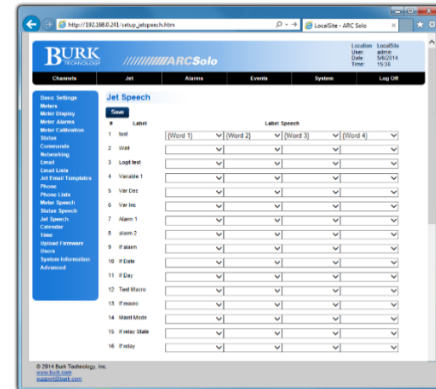 http://192.168.0.241/setup_jetspeech.htm
LocalSite - ARC Solo
BURK
TECHNOLOGY
ARCSolo
Location LocalSite
User admin
Date 5/6/2014
Time 15:38
Channels Jet Alarms Events System Log Off
Basic Settings
Meters
Meter Display
Meter Alarms
Meter Calibration
Status
Commands
Networking
Email
Email Lists
Jet Email Templates
Phone
Phone Lists
Meter Speech
Status Speech
Jet Speech
Calendar
Time
Upload Firmware
Users
System Information
Advanced
Jet Speech
Save
# Label Label Speech
1 test (Word 1) (Word 2) (Word 3) (Word 4)
2 Wait
3 Logit test
4 Variable 1
5 Var Dec
6 Var Inc
7 Alarm 1
8 alarm 2
9 If alarm
10 If Date
11 If Day
12 Test Macro
13 If macro
14 Maint Mode
15 If relay State
16 If relay
© 2014 Burk Technology, Inc.
www.burk.com
support@burk.com